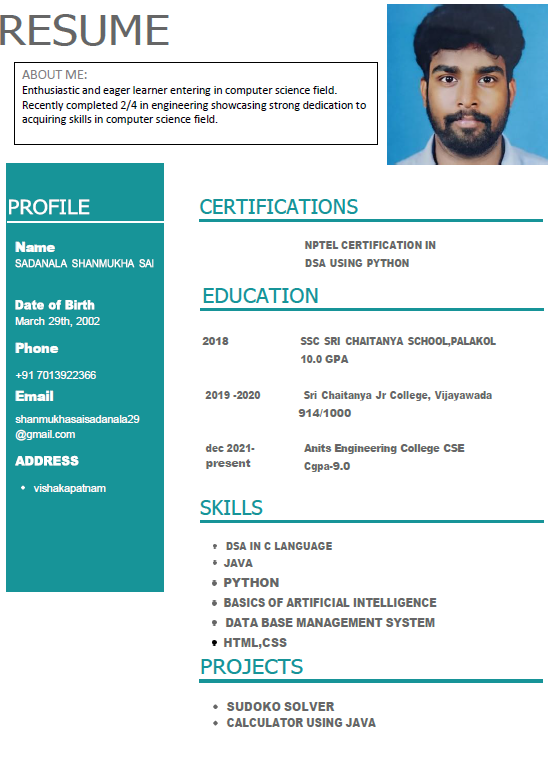 RESUME
ABOUT ME:
Enthusiastic and eager learner entering in computer science field.
Recently completed 2/4 in engineering showcasing strong dedication to
acquiring skills in computer science field.
PROFILE
Name
SADANALA SHANMUKHA SAI
Date of Birth
March 29th, 2002
Phone
+91 7013922366
Email
shanmukhasaisadanala29
@gmail.com
ADDRESS
• vishakapatnam
CERTIFICATIONS
NPTEL CERTIFICATION IN
DSA USING PYTHON
EDUCATION
2018 SSC SRI CHAITANYA SCHOOL,PALAKOL
10.0 GPA
2019 -2020 Sri Chaitanya Jr College, Vijayawada
914/1000
dec 2021- Anits Engineering College CSE
present Cgpa-9.0
SKILLS
• DSA IN C LANGUAGE
• JAVA
• PYTHON
• BASICS OF ARTIFICIAL INTELLIGENCE
• DATA BASE MANAGEMENT SYSTEM
• HTML,CSS
PROJECTS
• SUDOKO SOLVER
• CALCULATOR USING JAVA